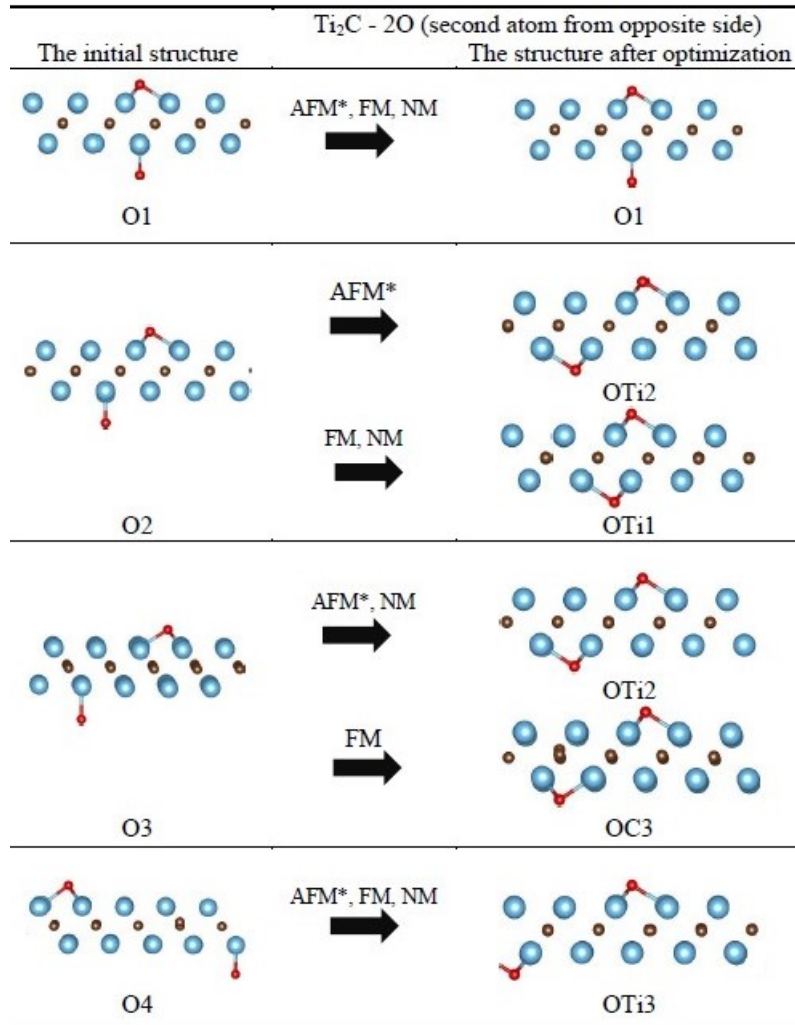 Ti₂C - 2O (second atom from opposite side)
The initial structure
The structure after optimization
AFM*, FM, NM
O1
O1
AFM*
OTi2
FM, NM
O2
OTi1
AFM*, NM
OTi2
FM
O3
OC3
AFM*, FM, NM
O4
OTi3